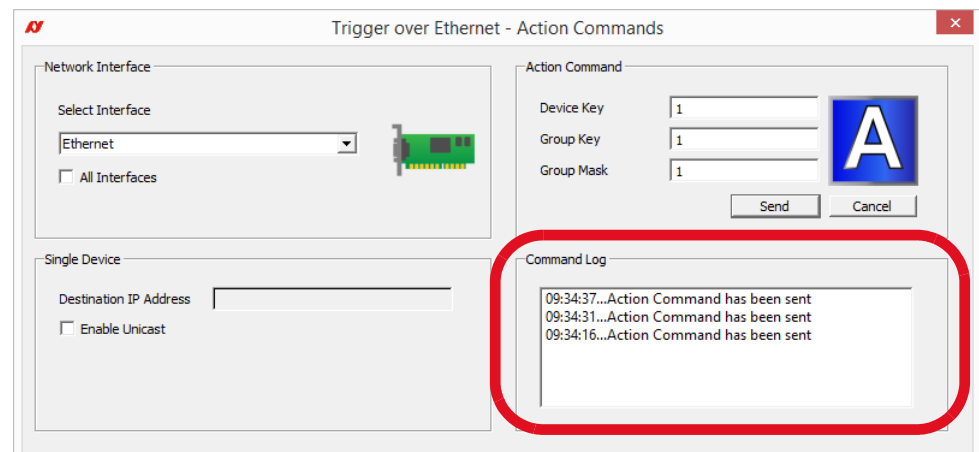 Trigger over Ethernet - Action Commands
Network Interface
Select Interface
Ethernet
All Interfaces
Action Command
Device Key 1
Group Key 1
Group Mask 1
A
Send Cancel
Single Device
Destination IP Address
Enable Unicast
Command Log
09:34:37...Action Command has been sent
09:34:31...Action Command has been sent
09:34:16...Action Command has been sent